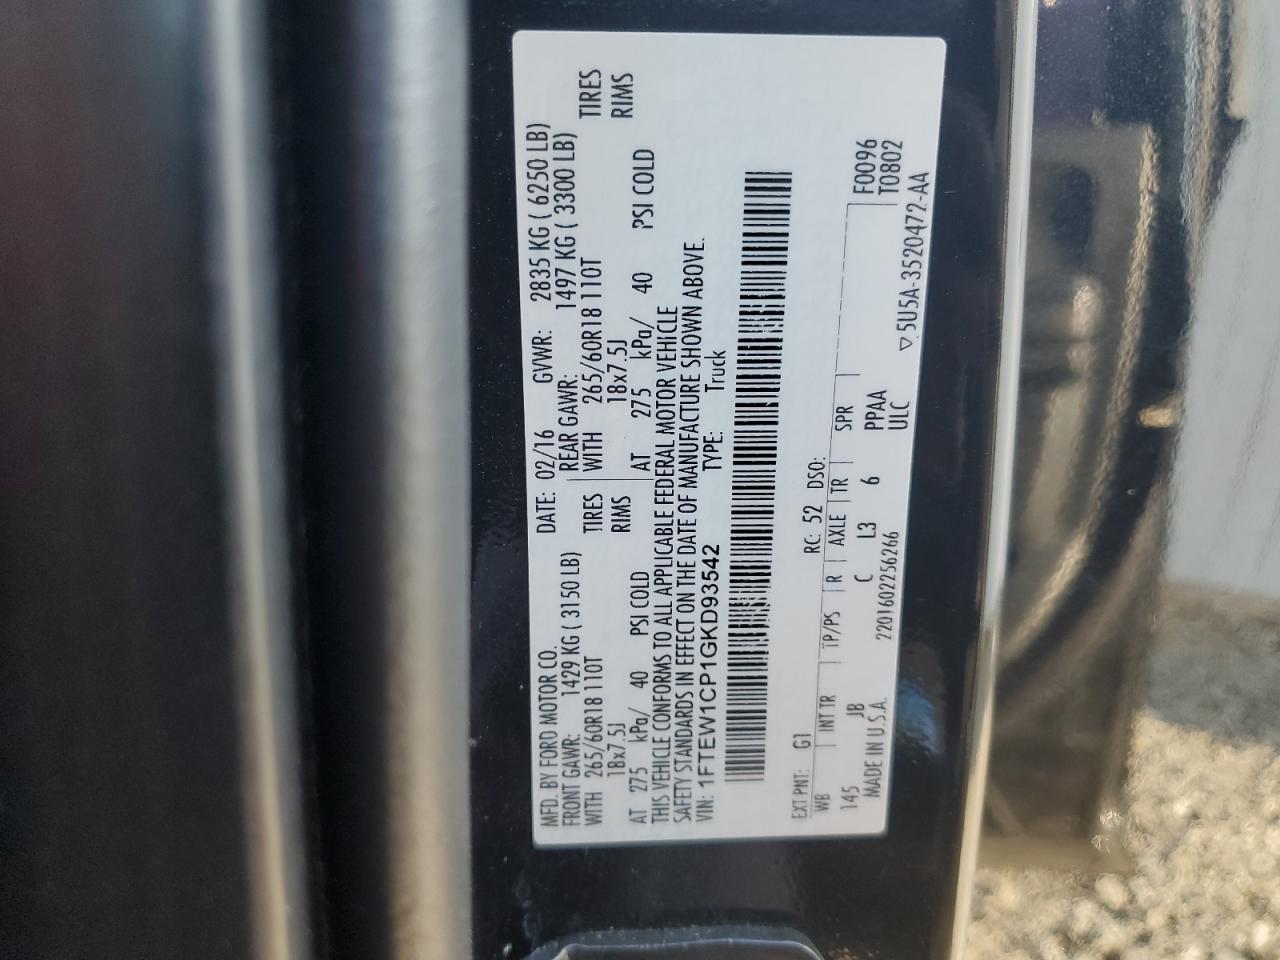 MFD. BY FORD MOTOR CO. DATE: 02/16 GVWR: 2835 KG ( 6250 LB)
FRONT GAWR: 1429 KG ( 3150 LB) REAR GAWR: 1497 KG ( 3300 LB)
WITH 265/60R18 110T TIRES WITH 265/60R18 110T TIRES
18x7.5J RIMS 18x7.5J RIMS
AT 275 kPa/ 40 PSI COLD AT 275 kPa/ 40 PSI COLD
THIS VEHICLE CONFORMS TO ALL APPLICABLE FEDERAL MOTOR VEHICLE
SAFETY STANDARDS IN EFFECT ON THE DATE OF MANUFACTURE SHOWN ABOVE.
VIN: 1FTEW1CP1GKD93542 TYPE: Truck
EXT PNT: G1 RC: 52 DSO:
WB INT TR TP/PS R AXLE TR SPR F0096
145 JB C L3 6 PPAA T0802
MADE IN U.S.A. 2201602256266 ULC
▽5U5A-3520472-AA